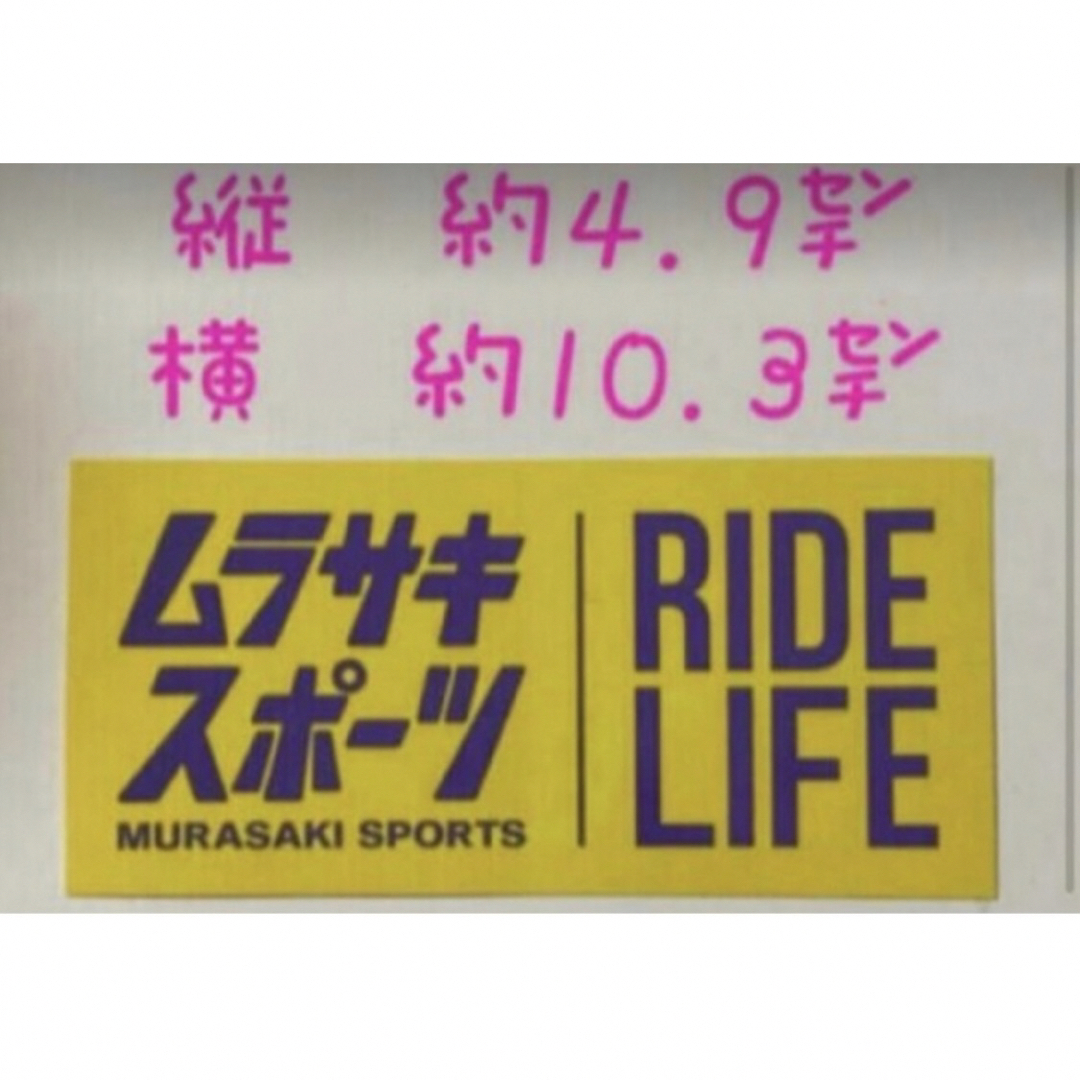 縦 約4.9㌢
横 約10.3㌢
ムラサキ
スポーツ
MURASAKI SPORTS
RIDE
LIFE